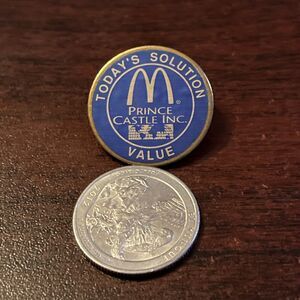 TODAY'S SOLUTION
M®
PRINCE
CASTLE INC.
VALUE